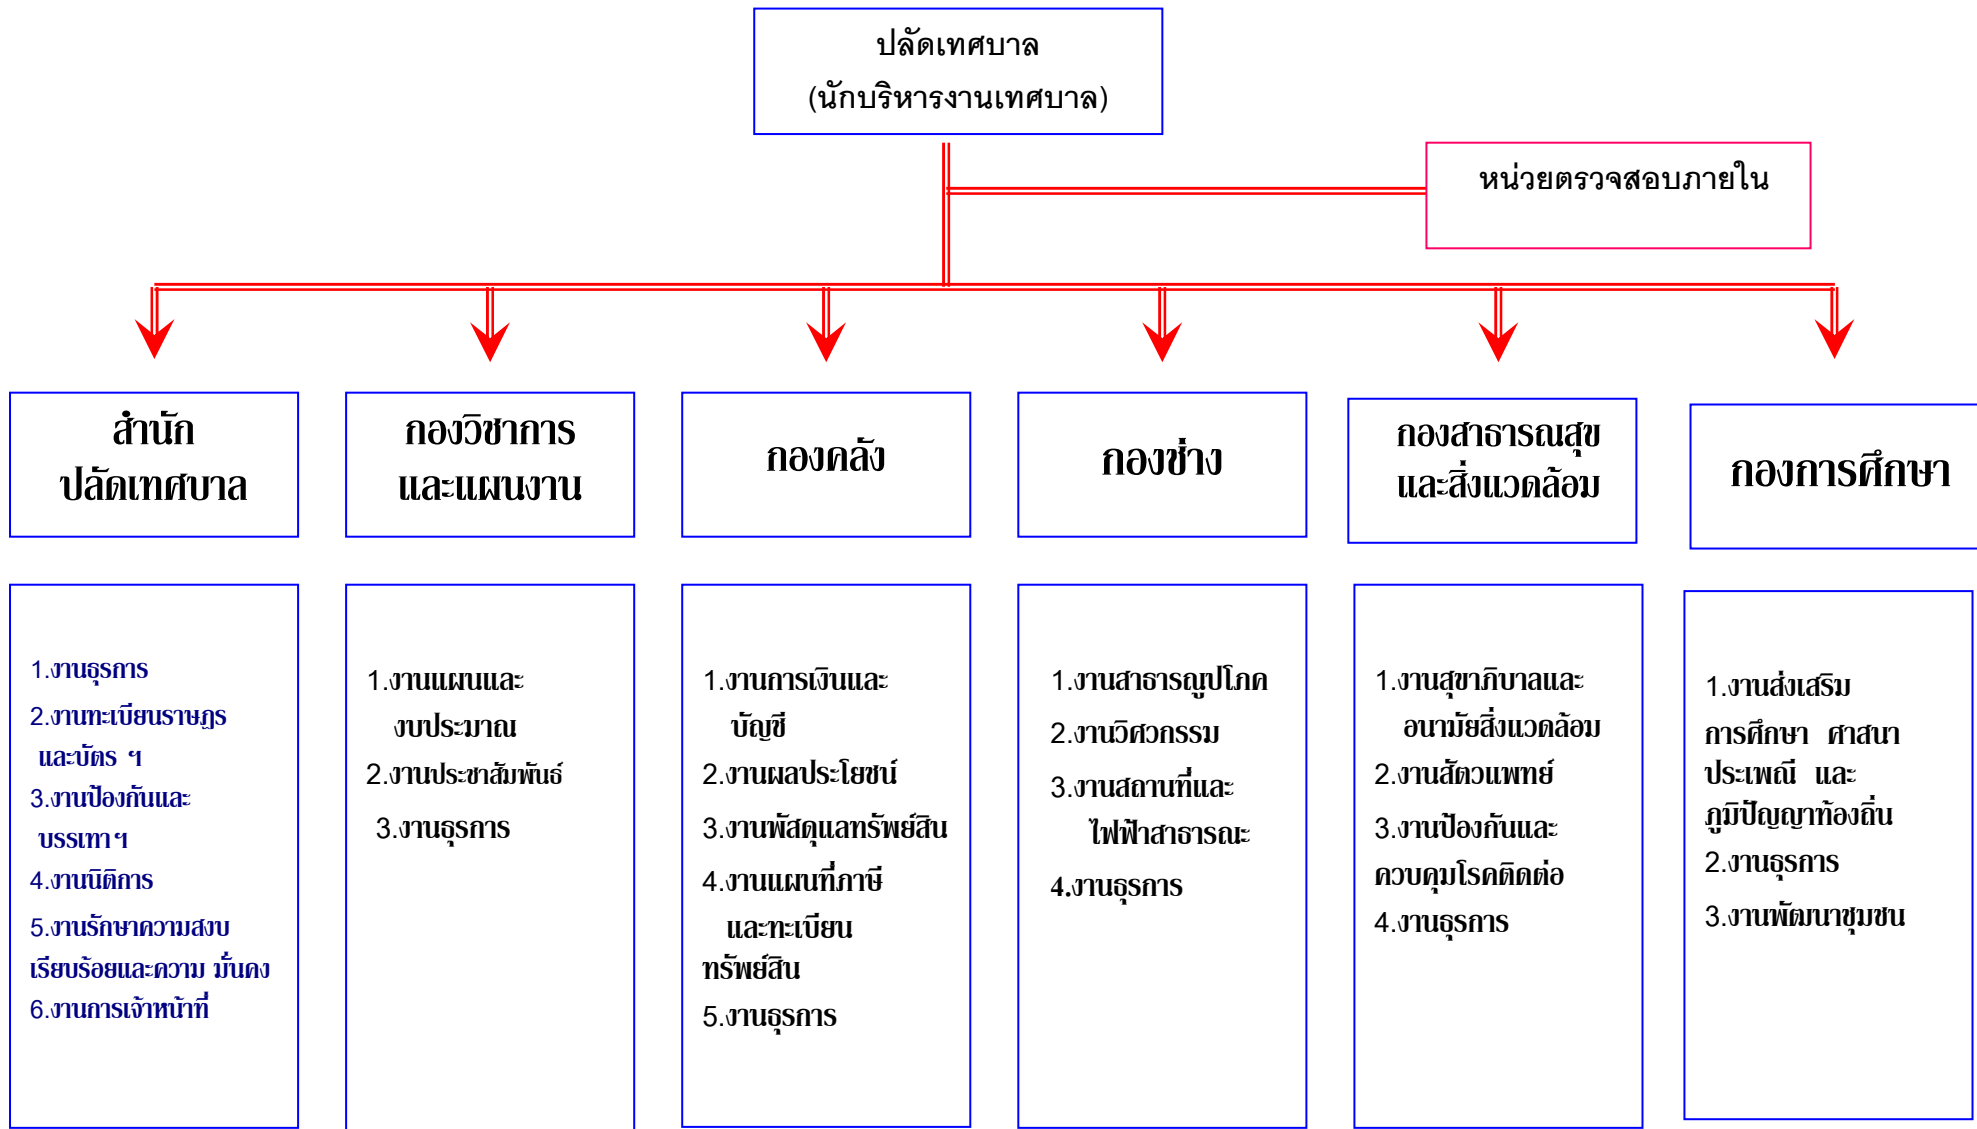 ปลัดเทศบาล
(นักบริหารงานเทศบาล)
หน่วยตรวจสอบภายใน
สำนัก
ปลัดเทศบาล
กองวิชาการ
และแผนงาน
กองคลัง
กองช่าง
กองสาธารณสุข
และสิ่งแวดล้อม
กองการศึกษา
1.งานธุรการ
2.งานทะเบียนราษฎร
และบัตร ฯ
3.งานป้องกันและ
บรรเทาฯ
4.งานนิติการ
5.งานรักษาความสงบ
เรียบร้อยและความ มั่นคง
6.งานการเจ้าหน้าที่
1.งานแผนและ
งบประมาณ
2.งานประชาสัมพันธ์
3.งานธุรการ
1.งานการเงินและ
บัญชี
2.งานผลประโยชน์
3.งานพัสดุแลทรัพย์สิน
4.งานแผนที่ภาษี
และทะเบียน
ทรัพย์สิน
5.งานธุรการ
1.งานสาธารณูปโภค
2.งานวิศวกรรม
3.งานสถานที่และ
ไฟฟ้าสาธารณะ
4.งานธุรการ
1.งานสุขาภิบาลและ
อนามัยสิ่งแวดล้อม
2.งานสัตวแพทย์
3.งานป้องกันและ
ควบคุมโรคติดต่อ
4.งานธุรการ
1.งานส่งเสริม
การศึกษา ศาสนา
ประเพณี และ
ภูมิปัญญาท้องถิ่น
2.งานธุรการ
3.งานพัฒนาชุมชน